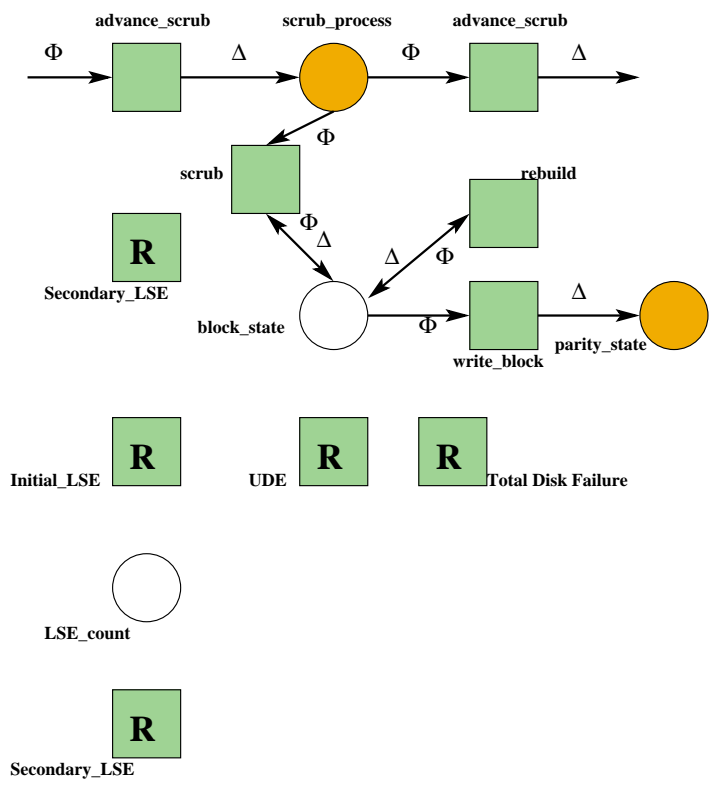 advance_scrub scrub_process advance_scrub
Φ Δ Φ Δ
Φ
scrub rebuild
Φ
Δ
R Δ Φ
Secondary_LSE
Δ
block_state Φ parity_state
write_block
R R R
Initial_LSE UDE Total Disk Failure
LSE_count
R
Secondary_LSE